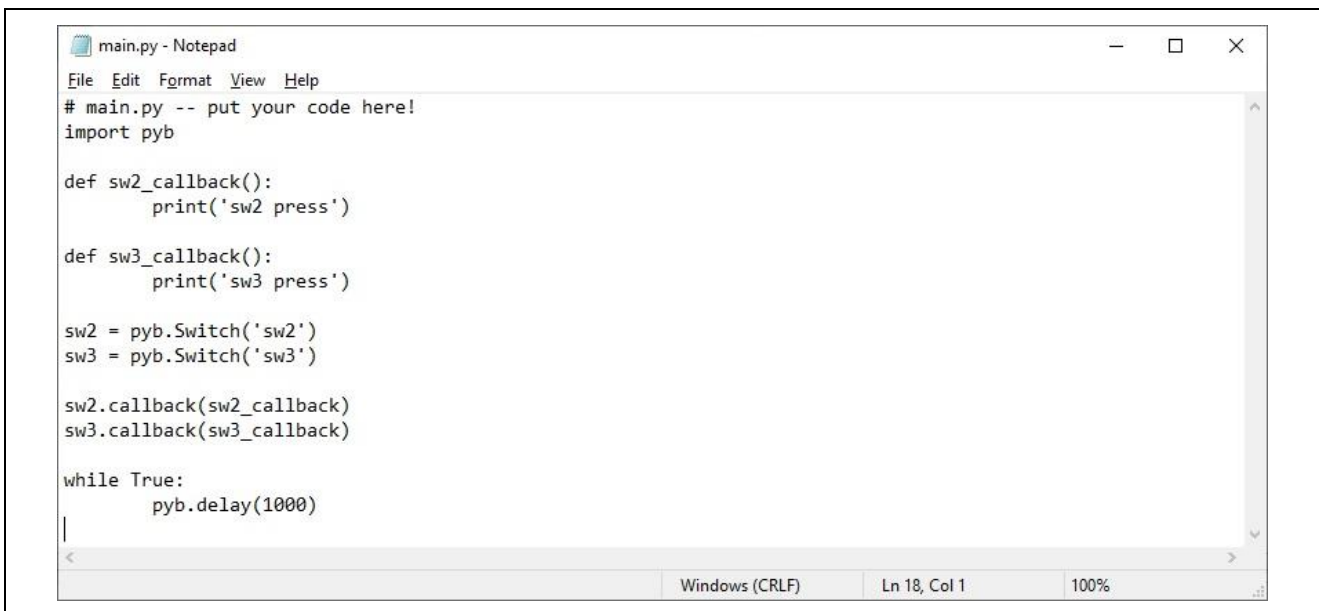 main.py - Notepad
File Edit Format View Help
# main.py -- put your code here!
import pyb

def sw2_callback():
        print('sw2 press')

def sw3_callback():
        print('sw3 press')

sw2 = pyb.Switch('sw2')
sw3 = pyb.Switch('sw3')

sw2.callback(sw2_callback)
sw3.callback(sw3_callback)

while True:
        pyb.delay(1000)
Windows (CRLF) Ln 18, Col 1 100%